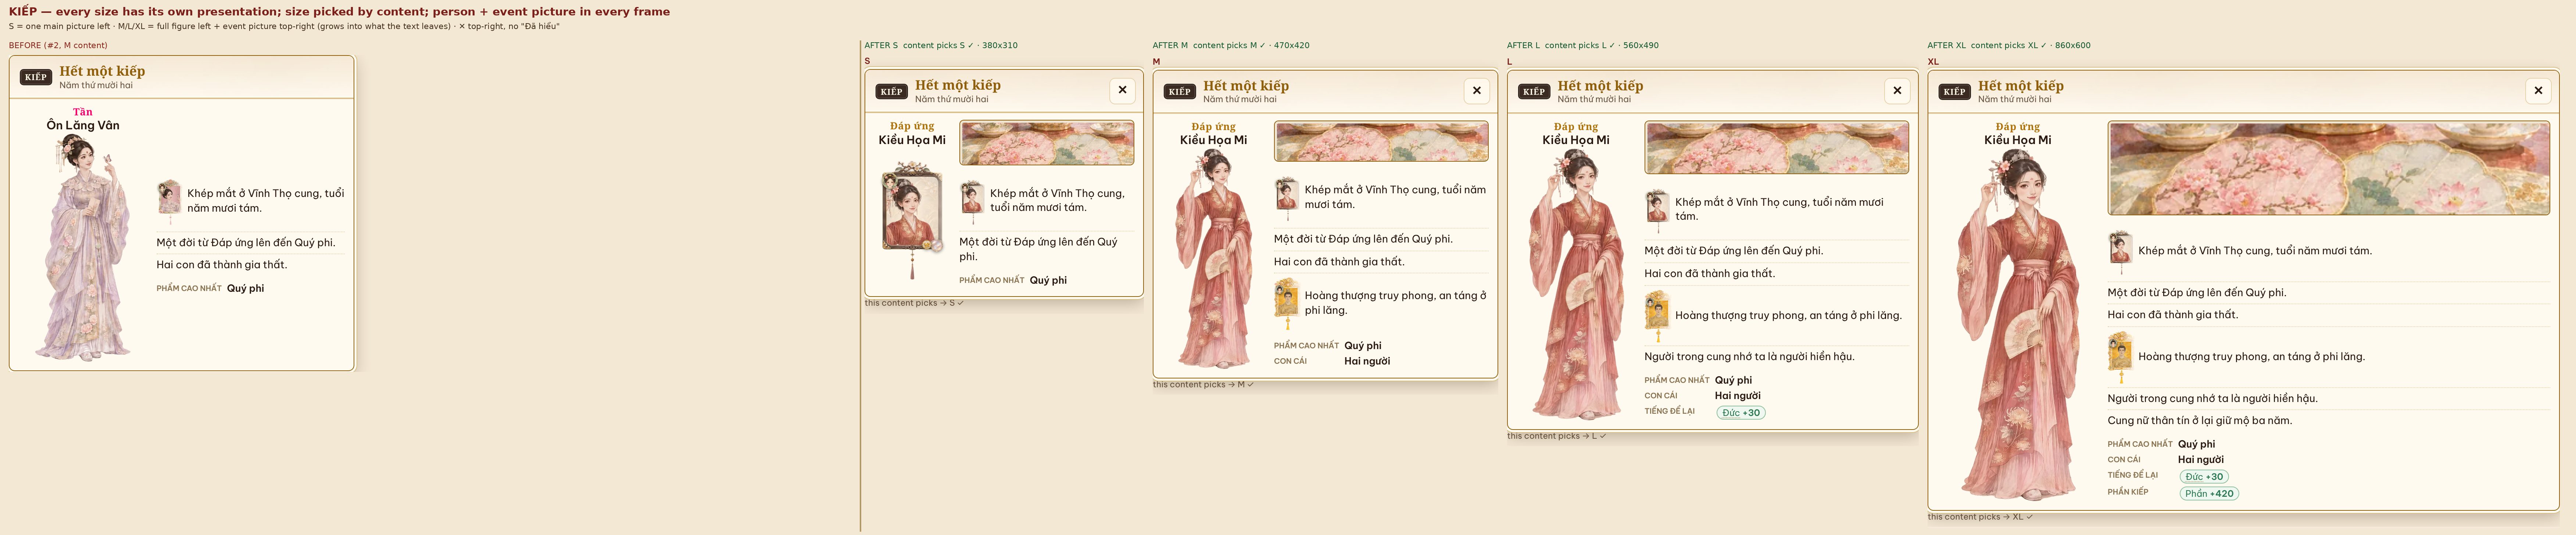 KIẾP — every size has its own presentation; size picked by content; person + event picture in every frame
S = one main picture left · M/L/XL = full figure left + event picture top-right (grows into what the text leaves) · ✕ top-right, no "Đã hiểu"
BEFORE (#2, M content)
KIẾP
Hết một kiếp
Năm thứ mười hai
Tần
Ôn Lăng Vân
Khép mắt ở Vĩnh Thọ cung, tuổi
năm mươi tám.
Một đời từ Đáp ứng lên đến Quý phi.
Hai con đã thành gia thất.
PHẨM CAO NHẤT Quý phi
AFTER S content picks S ✓ · 380x310
S
KIẾP
Hết một kiếp
Năm thứ mười hai
✕
Đáp ứng
Kiều Họa Mi
Khép mắt ở Vĩnh Thọ cung,
tuổi năm mươi tám.
Một đời từ Đáp ứng lên đến Quý
phi.
PHẨM CAO NHẤT Quý phi
this content picks → S ✓
AFTER M content picks M ✓ · 470x420
M
KIẾP
Hết một kiếp
Năm thứ mười hai
✕
Đáp ứng
Kiều Họa Mi
Khép mắt ở Vĩnh Thọ cung, tuổi năm
mươi tám.
Một đời từ Đáp ứng lên đến Quý phi.
Hai con đã thành gia thất.
Hoàng thượng truy phong, an táng ở
phi lăng.
PHẨM CAO NHẤT Quý phi
CON CÁI Hai người
this content picks → M ✓
AFTER L content picks L ✓ · 560x490
L
KIẾP
Hết một kiếp
Năm thứ mười hai
✕
Đáp ứng
Kiều Họa Mi
Khép mắt ở Vĩnh Thọ cung, tuổi năm mươi
tám.
Một đời từ Đáp ứng lên đến Quý phi.
Hai con đã thành gia thất.
Hoàng thượng truy phong, an táng ở phi lăng.
Người trong cung nhớ ta là người hiền hậu.
PHẨM CAO NHẤT Quý phi
CON CÁI Hai người
TIẾNG ĐỂ LẠI Đức +30
this content picks → L ✓
AFTER XL content picks XL ✓ · 860x600
XL
KIẾP
Hết một kiếp
Năm thứ mười hai
✕
Đáp ứng
Kiều Họa Mi
Khép mắt ở Vĩnh Thọ cung, tuổi năm mươi tám.
Một đời từ Đáp ứng lên đến Quý phi.
Hai con đã thành gia thất.
Hoàng thượng truy phong, an táng ở phi lăng.
Người trong cung nhớ ta là người hiền hậu.
Cung nữ thân tín ở lại giữ mộ ba năm.
PHẨM CAO NHẤT Quý phi
CON CÁI Hai người
TIẾNG ĐỂ LẠI Đức +30
PHẤN KIẾP Phấn +420
this content picks → XL ✓